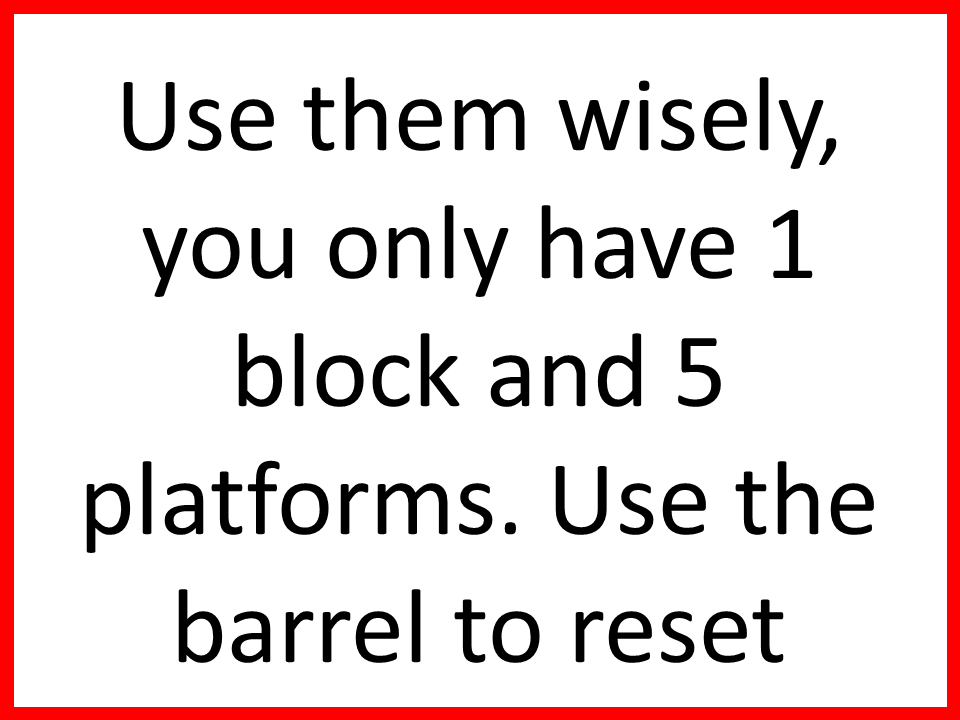 Use them wisely,
you only have 1
block and 5
platforms. Use the
barrel to reset